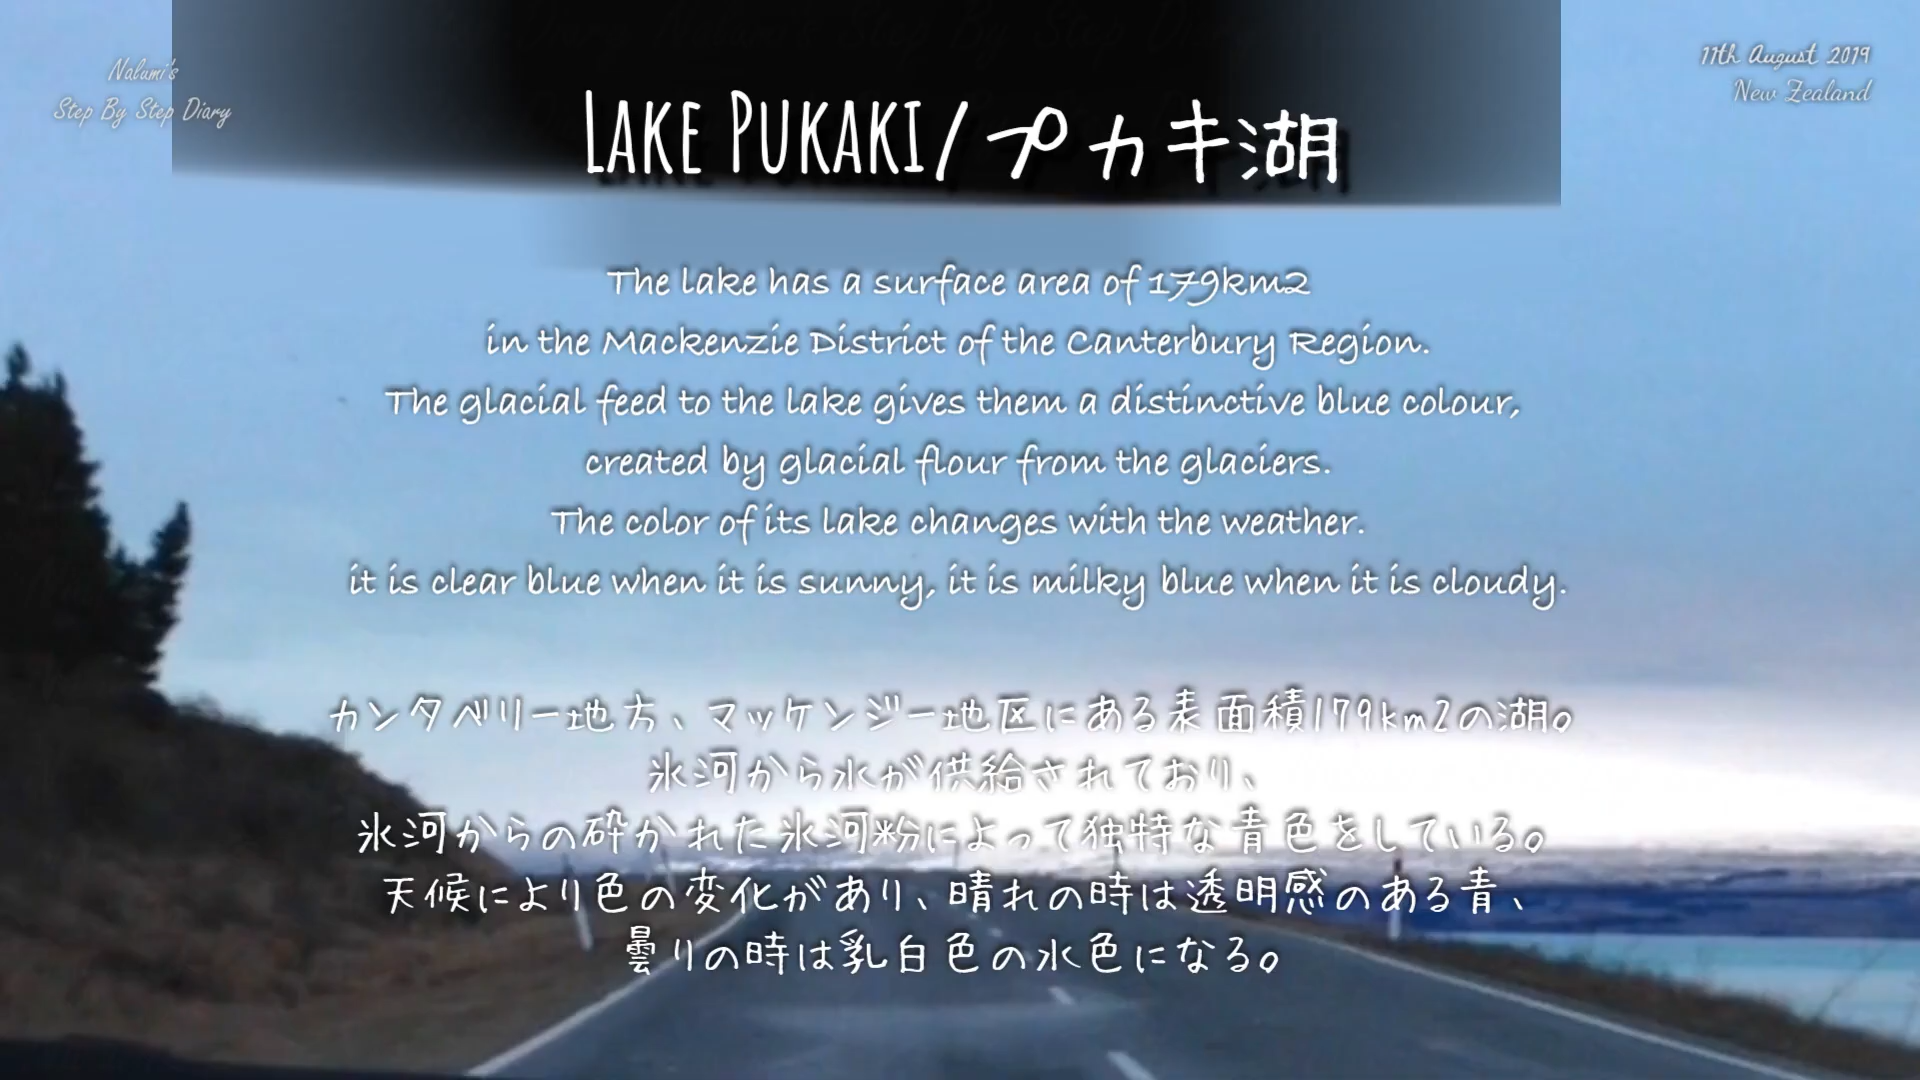 Nalumi's
Step By Step Diary
11th August 2019
New Zealand
LAKE PUKAKI/プカキ湖
The lake has a surface area of 179km2
in the Mackenzie District of the Canterbury Region.
The glacial feed to the lake gives them a distinctive blue colour,
created by glacial flour from the glaciers.
The color of its lake changes with the weather.
it is clear blue when it is sunny, it is milky blue when it is cloudy.
カンタベリー地方、マッケンジー地区にある表面積179km2の湖。
氷河から水が供給されており、
氷河からの砕かれた氷河粉によって独特な青色をしている。
天候により色の変化があり、晴れの時は透明感のある青、
曇りの時は乳白色の水色になる。